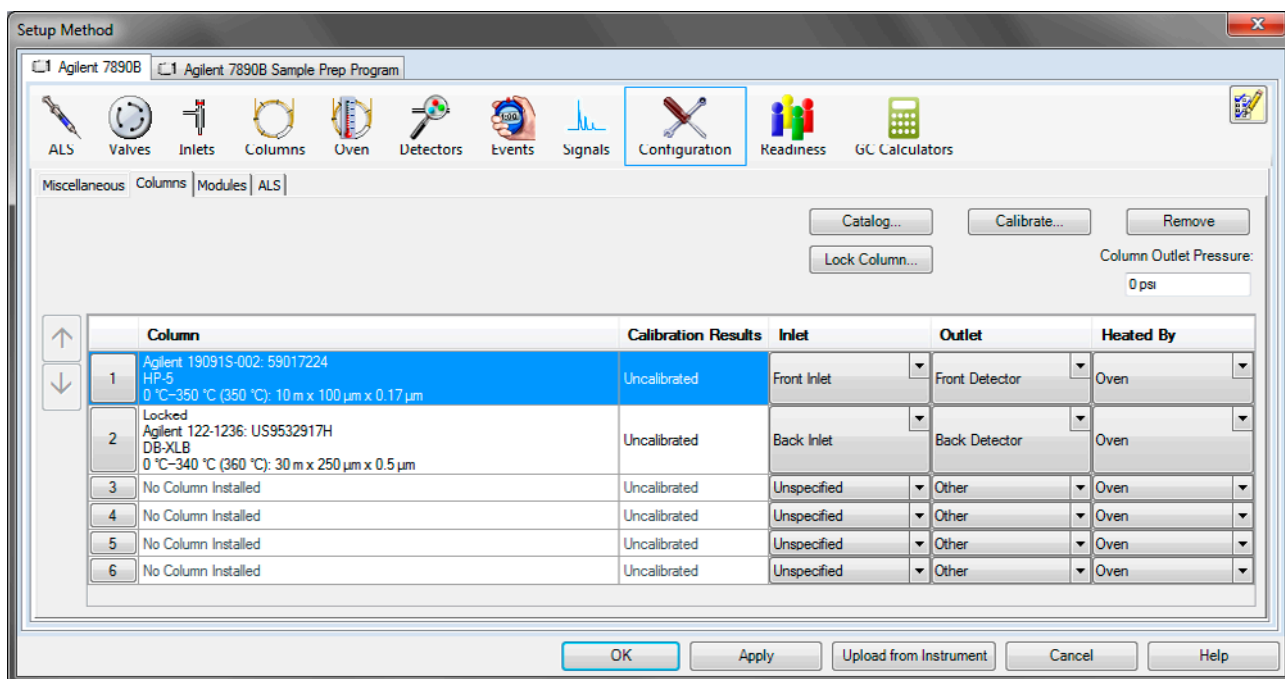 Setup Method
Agilent 7890B
Agilent 7890B Sample Prep Program
ALS Valves Inlets Columns Oven Detectors Events Signals Configuration Readiness GC Calculators
Miscellaneous Columns Modules ALS
Catalog... Calibrate... Remove
Lock Column... Column Outlet Pressure:
0 psi
Column Calibration Results Inlet Outlet Heated By
Agilent 19091S-002: 59017224
1 HP-5 Uncalibrated Front Inlet Front Detector Oven
0 °C–350 °C (350 °C): 10 m x 100 µm x 0.17 µm
Locked
Agilent 122-1236: US9532917H
2 DB-XLB Uncalibrated Back Inlet Back Detector Oven
0 °C–340 °C (360 °C): 30 m x 250 µm x 0.5 µm
3 No Column Installed Uncalibrated Unspecified Other Oven
4 No Column Installed Uncalibrated Unspecified Other Oven
5 No Column Installed Uncalibrated Unspecified Other Oven
6 No Column Installed Uncalibrated Unspecified Other Oven
OK Apply Upload from Instrument Cancel Help